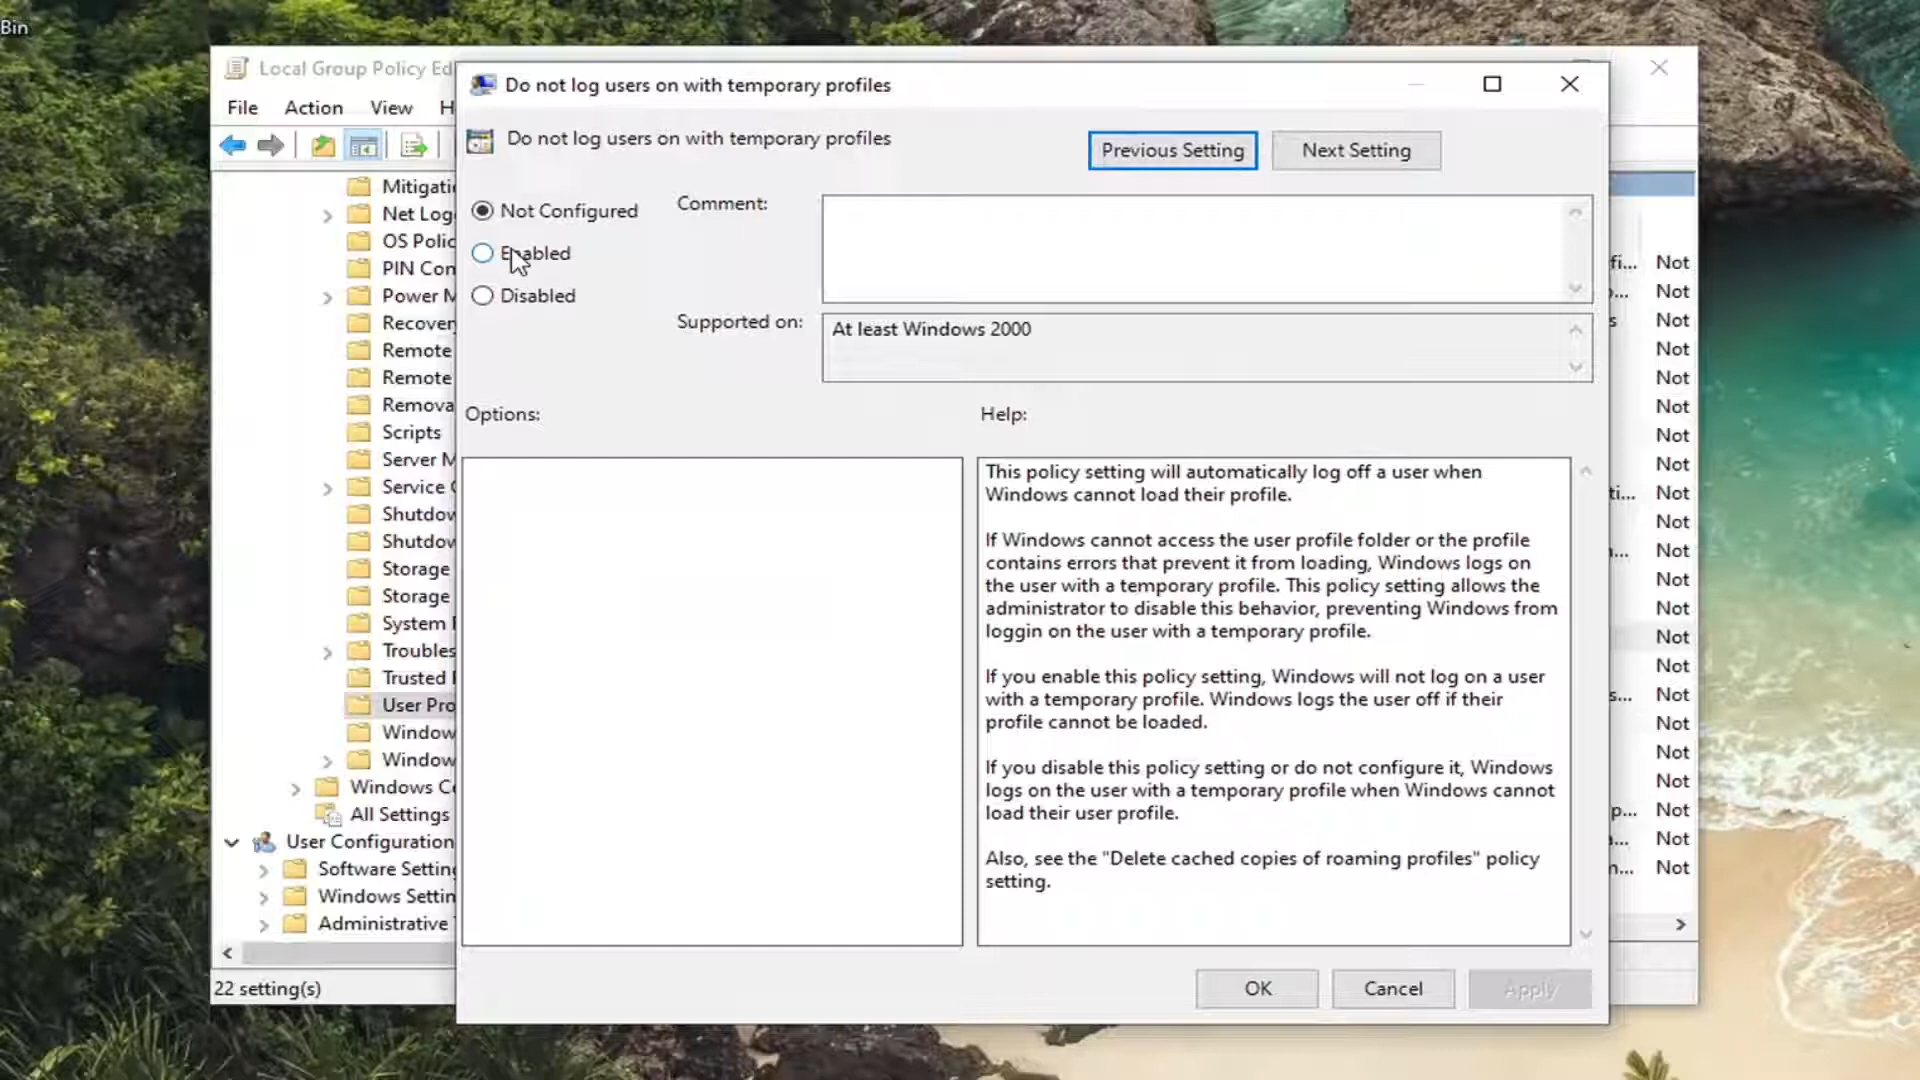 Bin
Local Group Policy Ed
File Action View H
Do not log users on with temporary profiles
Do not log users on with temporary profiles
Previous Setting
Next Setting
Not Configured
Enabled
Disabled
Comment:
Supported on:
At least Windows 2000
Options:
Help:
This policy setting will automatically log off a user when
Windows cannot load their profile.
If Windows cannot access the user profile folder or the profile
contains errors that prevent it from loading, Windows logs on
the user with a temporary profile. This policy setting allows the
administrator to disable this behavior, preventing Windows from
loggin on the user with a temporary profile.
If you enable this policy setting, Windows will not log on a user
with a temporary profile. Windows logs the user off if their
profile cannot be loaded.
If you disable this policy setting or do not configure it, Windows
logs on the user with a temporary profile when Windows cannot
load their user profile.
Also, see the "Delete cached copies of roaming profiles" policy
setting.
OK
Cancel
Apply
Mitigati
Net Log
OS Polic
PIN Con
Power M
Recover
Remote
Remote
Remova
Scripts
Server M
Service
Shutdov
Shutdov
Storage
Storage
System
Troubles
Trusted
User Pro
Window
Window
Windows C
All Settings
User Configuration
Software Setting
Windows Settin
Administrative
22 setting(s)
fi... Not
Not
s Not
Not
Not
Not
Not
Not
ti... Not
Not
Not
Not
Not
Not
Not
s... Not
Not
Not
Not
p... Not
Not
n... Not